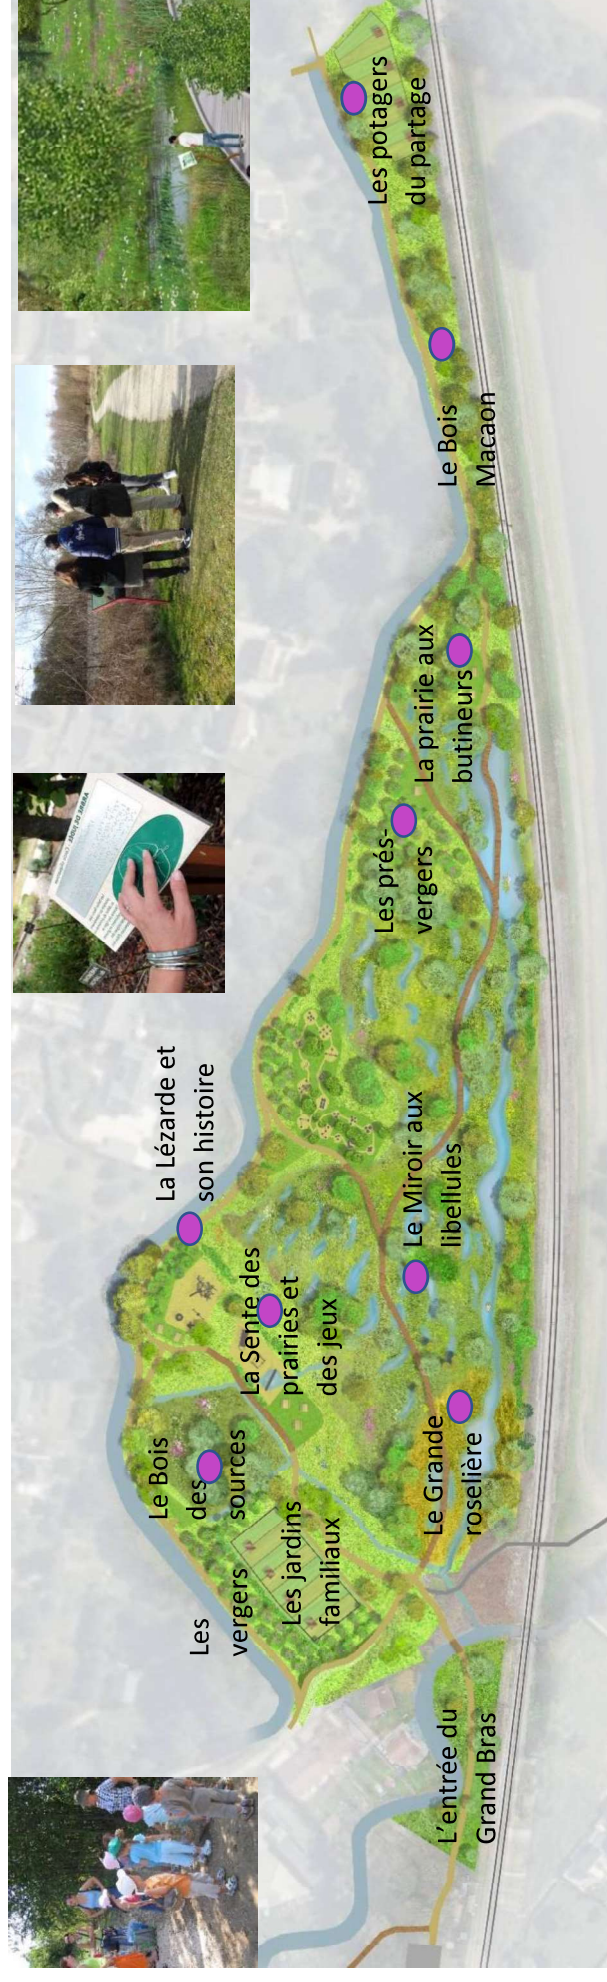 L'entrée du
Grand Bras
Les
vergers
Les jardins
familiaux
Le Bois
des
sources
Le Grande
roselière
La Sente des
prairies et
des jeux
La Lézarde et
son histoire
Le Miroir aux
libellules
Les prés-
vergers
La prairie aux
butineurs
Le Bois
Macaon
Les potagers
du partage